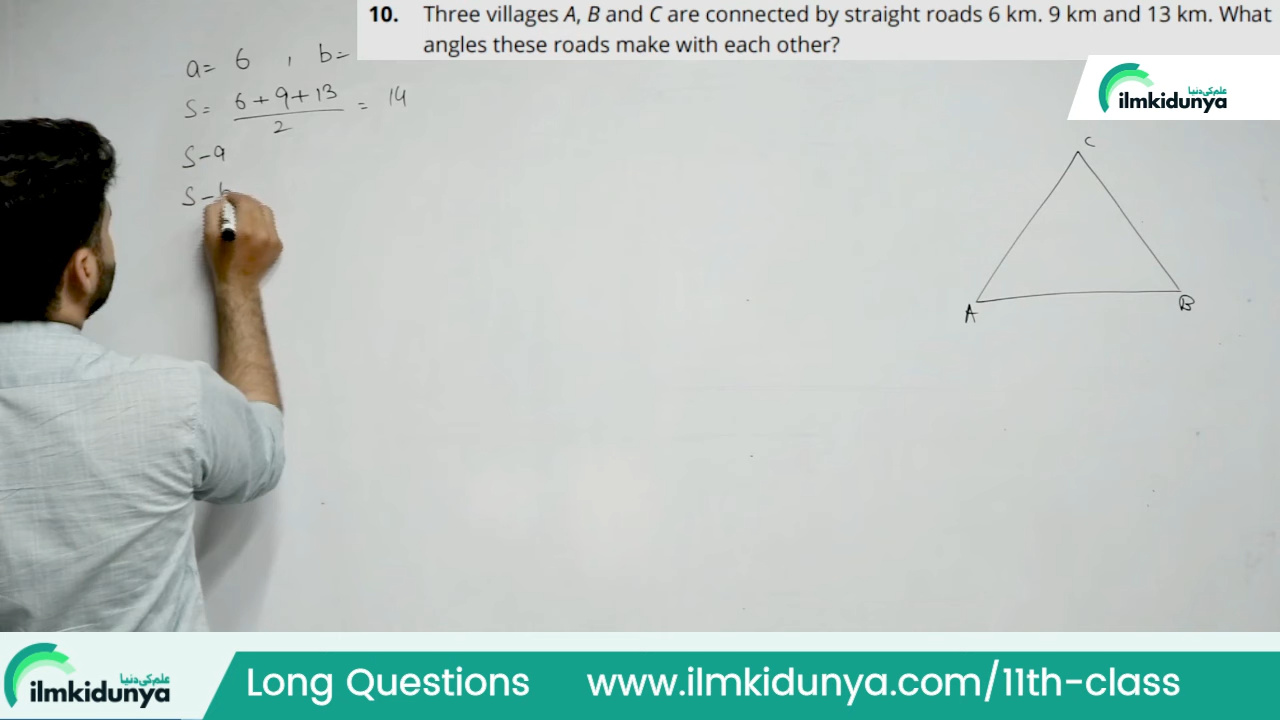 10. Three villages A, B and C are connected by straight roads 6 km. 9 km and 13 km. What
angles these roads make with each other?
a= 6 , b=
S= 6+9+13/2 = 14
S-a
S-b
علم کی دنیا
ilmkidunya
C
A
B
علم کی دنیا
ilmkidunya
Long Questions www.ilmkidunya.com/11th-class